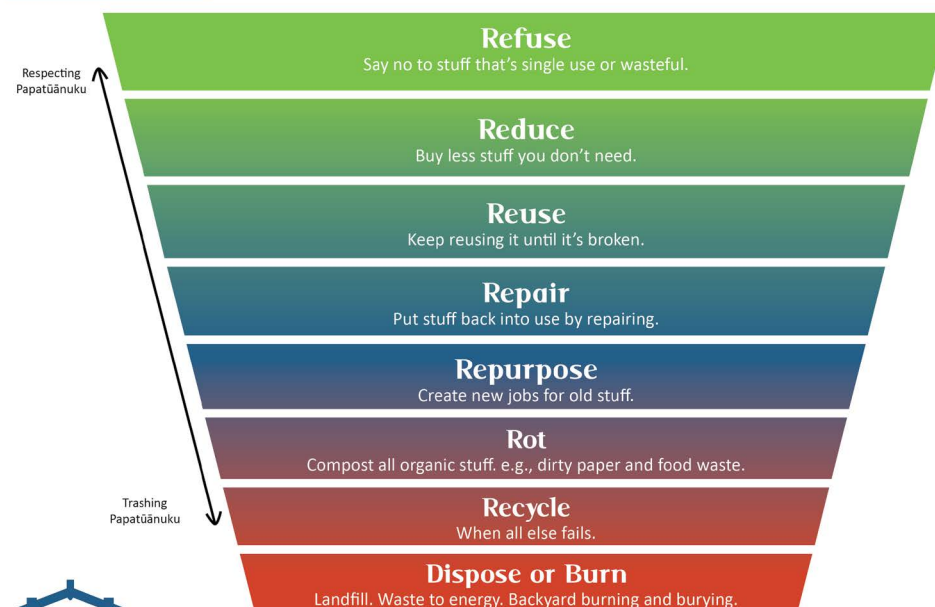 Refuse
Say no to stuff that's single use or wasteful.
Respecting
Papatūānuku
Reduce
Buy less stuff you don't need.
Reuse
Keep reusing it until it's broken.
Repair
Put stuff back into use by repairing.
Repurpose
Create new jobs for old stuff.
Rot
Compost all organic stuff. e.g., dirty paper and food waste.
Trashing
Papatūānuku
Recycle
When all else fails.
Dispose or Burn
Landfill. Waste to energy. Backyard burning and burying.